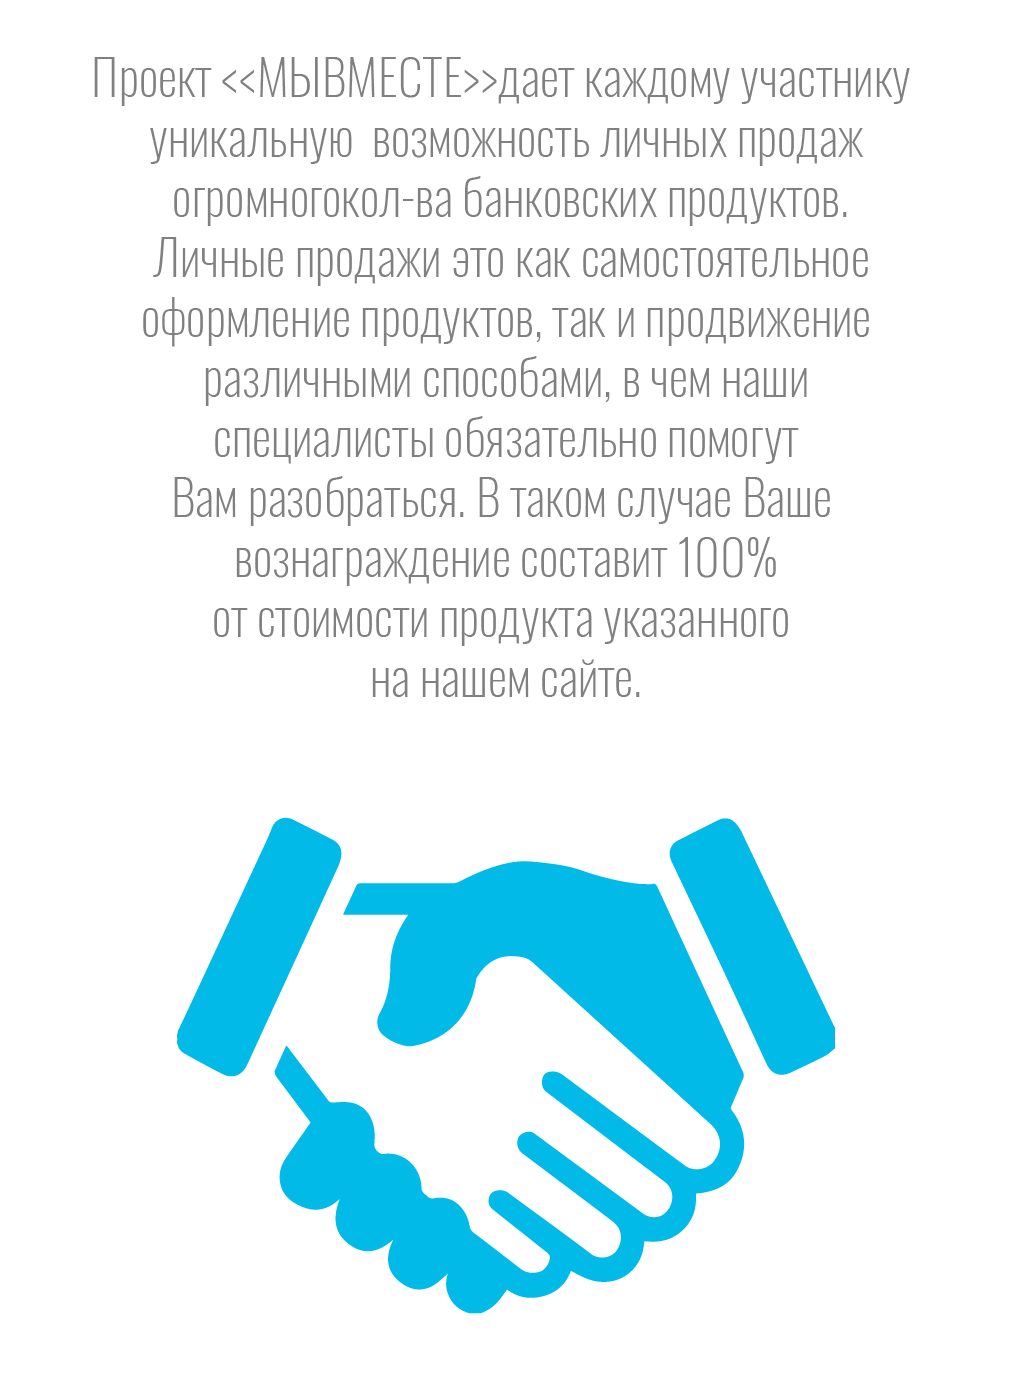 Проект <<МЫВМЕСТЕ>>дает каждому участнику
уникальную  возможность личных продаж
огромногокол-ва банковских продуктов.
Личные продажи это как самостоятельное
оформление продуктов, так и продвижение
различными способами, в чем наши
специалисты обязательно помогут
Вам разобраться. В таком случае Ваше
вознаграждение составит 100%
от стоимости продукта указанного
на нашем сайте.